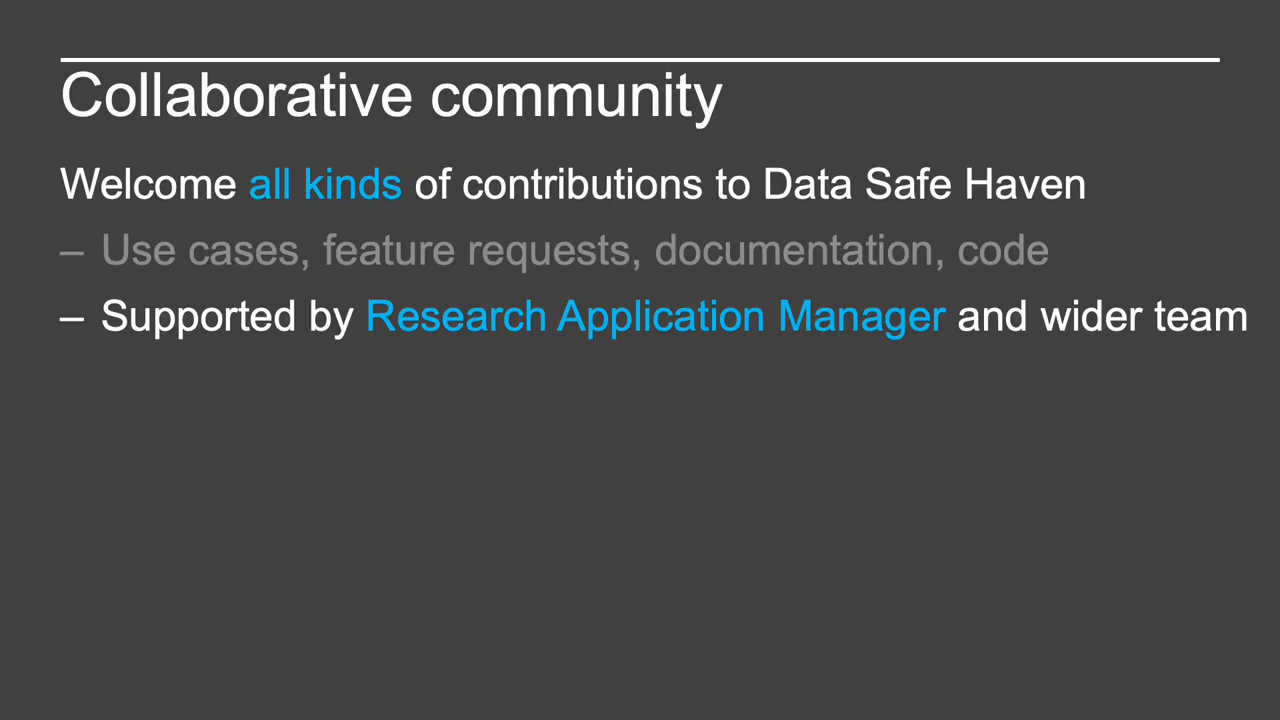 Collaborative community
Welcome all kinds of contributions to Data Safe Haven
– Use cases, feature requests, documentation, code
– Supported by Research Application Manager and wider team